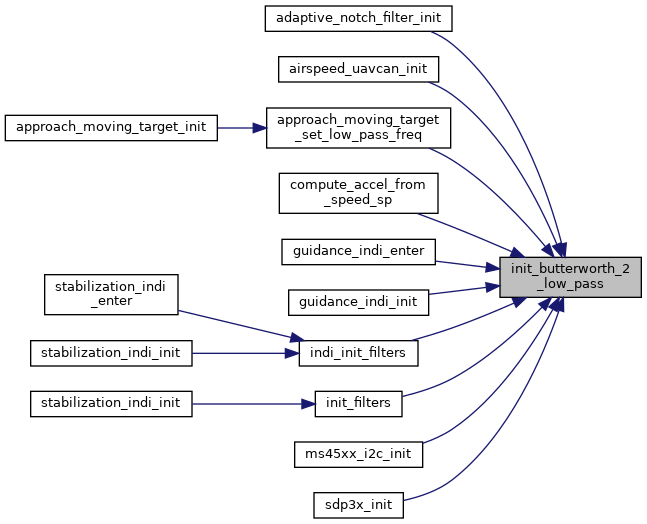 adaptive_notch_filter_init
airspeed_uavcan_init
approach_moving_target_init
approach_moving_target
_set_low_pass_freq
compute_accel_from
_speed_sp
guidance_indi_enter
init_butterworth_2
_low_pass
stabilization_indi
_enter
guidance_indi_init
stabilization_indi_init
indi_init_filters
stabilization_indi_init
init_filters
ms45xx_i2c_init
sdp3x_init